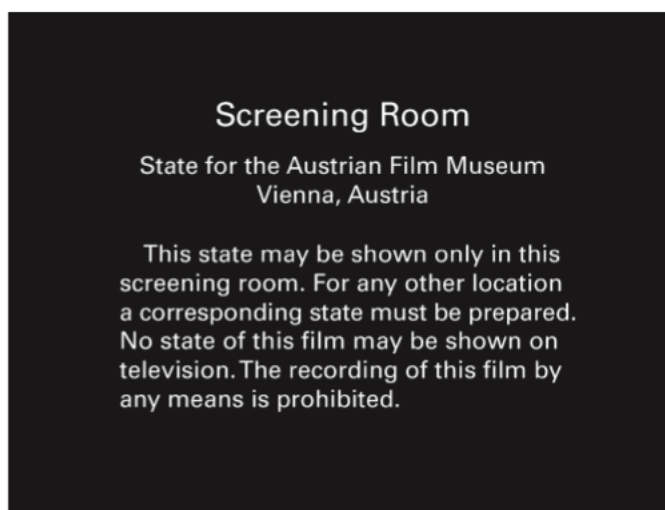 Screening Room
State for the Austrian Film Museum
Vienna, Austria
This state may be shown only in this
screening room. For any other location
a corresponding state must be prepared.
No state of this film may be shown on
television. The recording of this film by
any means is prohibited.